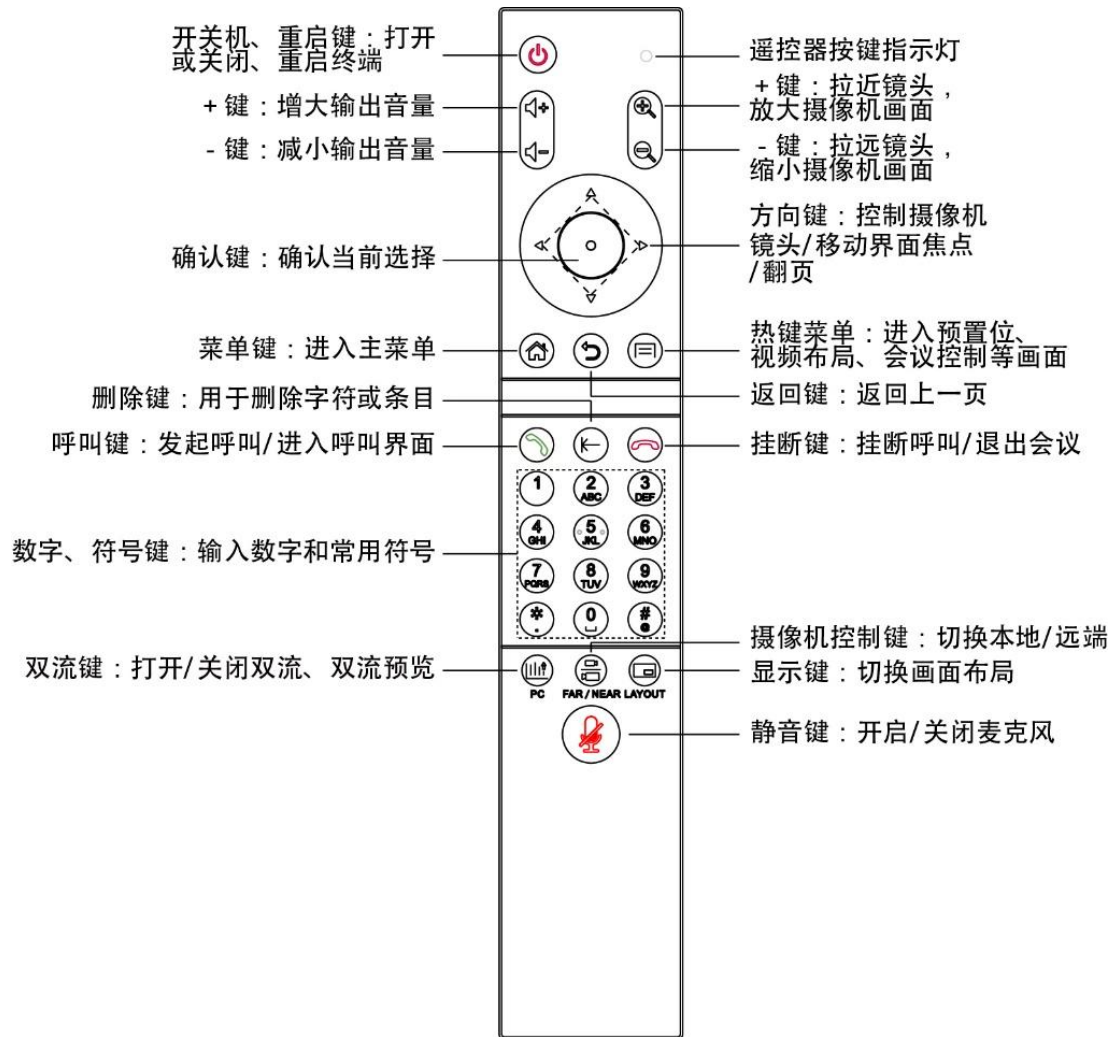 开关机、重启键：打开
或关闭、重启终端
+ 键：增大输出音量
- 键：减小输出音量
确认键：确认当前选择
菜单键：进入主菜单
删除键：用于删除字符或条目
呼叫键：发起呼叫/进入呼叫界面
数字、符号键：输入数字和常用符号
双流键：打开/关闭双流、双流预览
遥控器按键指示灯
+ 键：拉近镜头，
放大摄像机画面
- 键：拉远镜头，
缩小摄像机画面
方向键：控制摄像机
镜头/移动界面焦点
/翻页
热键菜单：进入预置位、
视频布局、会议控制等画面
返回键：返回上一页
挂断键：挂断呼叫/退出会议
摄像机控制键：切换本地/远端
显示键：切换画面布局
静音键：开启/关闭麦克风
1 2 3
ABC DEF
4 5 6
GHI JKL MNO
7 8 9
PQRS TUV WXYZ
* 0 #
. @
PC FAR/NEAR LAYOUT